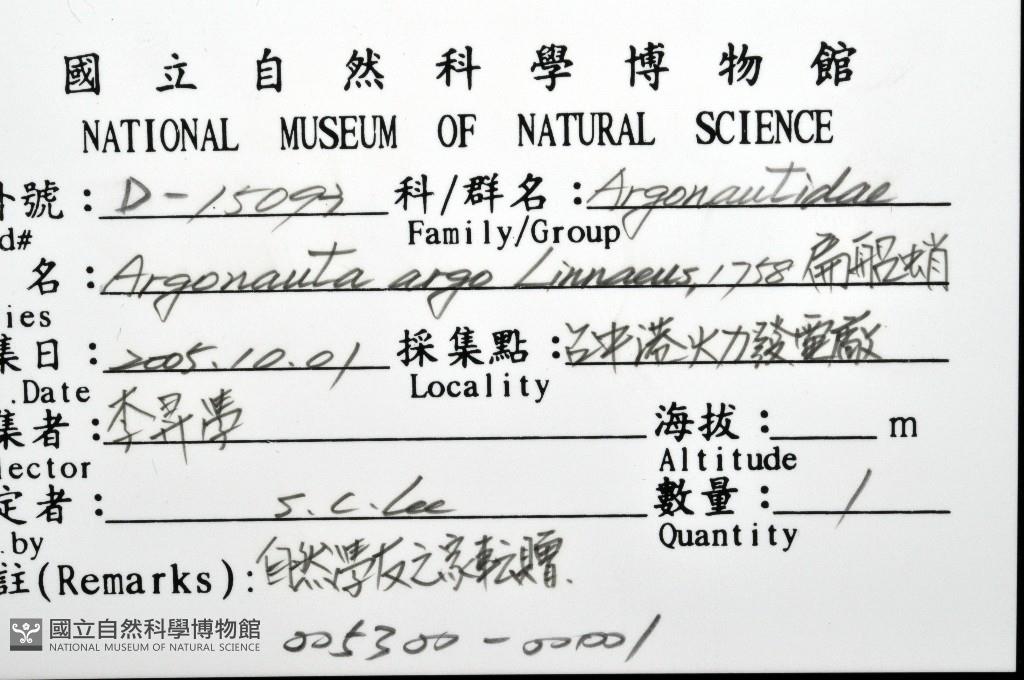 國立自然科學博物館
NATIONAL MUSEUM OF NATURAL SCIENCE
號：D-15093 科/群名：Argonautidae
d# Family/Group
名：Argonauta argo Linnaeus, 1758 扁船蛸
ies
集日：2005.10.01 採集點：台中港火力發電廠
.Date Locality
集者：李昇學 海拔： m
lector Altitude
定者：S.C.Lee 數量：1
.by Quantity
註(Remarks)：自然學友之家転贈.
005300-00001
國立自然科學博物館
NATIONAL MUSEUM OF NATURAL SCIENCE